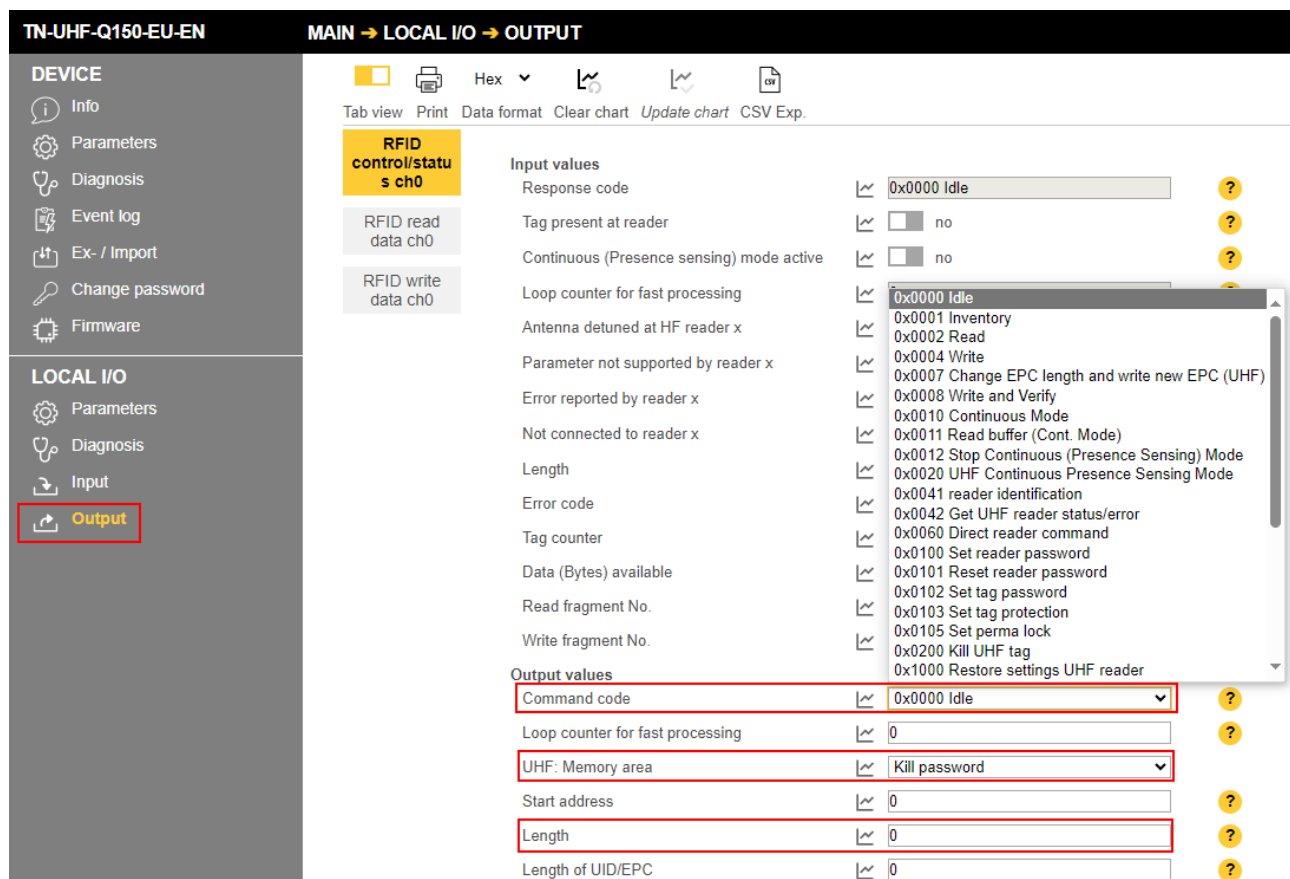 TN-UHF-Q150-EU-EN
MAIN ➔ LOCAL I/O ➔ OUTPUT
DEVICE
Info
Parameters
Diagnosis
Event log
Ex- / Import
Change password
Firmware
LOCAL I/O
Parameters
Diagnosis
Input
Output
Hex
CSV
Tab view Print Data format Clear chart Update chart CSV Exp.
RFID
control/statu
s ch0
RFID read
data ch0
RFID write
data ch0
Input values
Response code 0x0000 Idle ?
Tag present at reader no ?
Continuous (Presence sensing) mode active no ?
Loop counter for fast processing
Antenna detuned at HF reader x
Parameter not supported by reader x
Error reported by reader x
Not connected to reader x
Length
Error code
Tag counter
Data (Bytes) available
Read fragment No.
Write fragment No.
0x0000 Idle
0x0001 Inventory
0x0002 Read
0x0004 Write
0x0007 Change EPC length and write new EPC (UHF)
0x0008 Write and Verify
0x0010 Continuous Mode
0x0011 Read buffer (Cont. Mode)
0x0012 Stop Continuous (Presence Sensing) Mode
0x0020 UHF Continuous Presence Sensing Mode
0x0041 reader identification
0x0042 Get UHF reader status/error
0x0060 Direct reader command
0x0100 Set reader password
0x0101 Reset reader password
0x0102 Set tag password
0x0103 Set tag protection
0x0105 Set perma lock
0x0200 Kill UHF tag
0x1000 Restore settings UHF reader
Output values
Command code 0x0000 Idle ?
Loop counter for fast processing 0 ?
UHF: Memory area Kill password
Start address 0 ?
Length 0 ?
Length of UID/EPC 0 ?